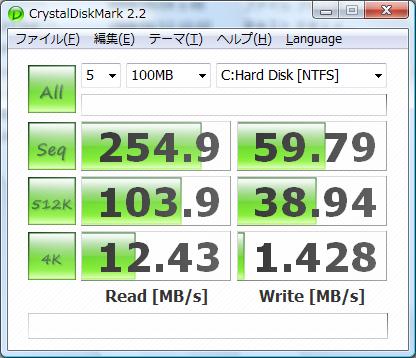 CrystalDiskMark 2.2
ファイル(F) 編集(E) テーマ(T) ヘルプ(H) Language
All 5 100MB C:Hard Disk [NTFS]
Seq 254.9 59.79
512K 103.9 38.94
4K 12.43 1.428
Read [MB/s] Write [MB/s]